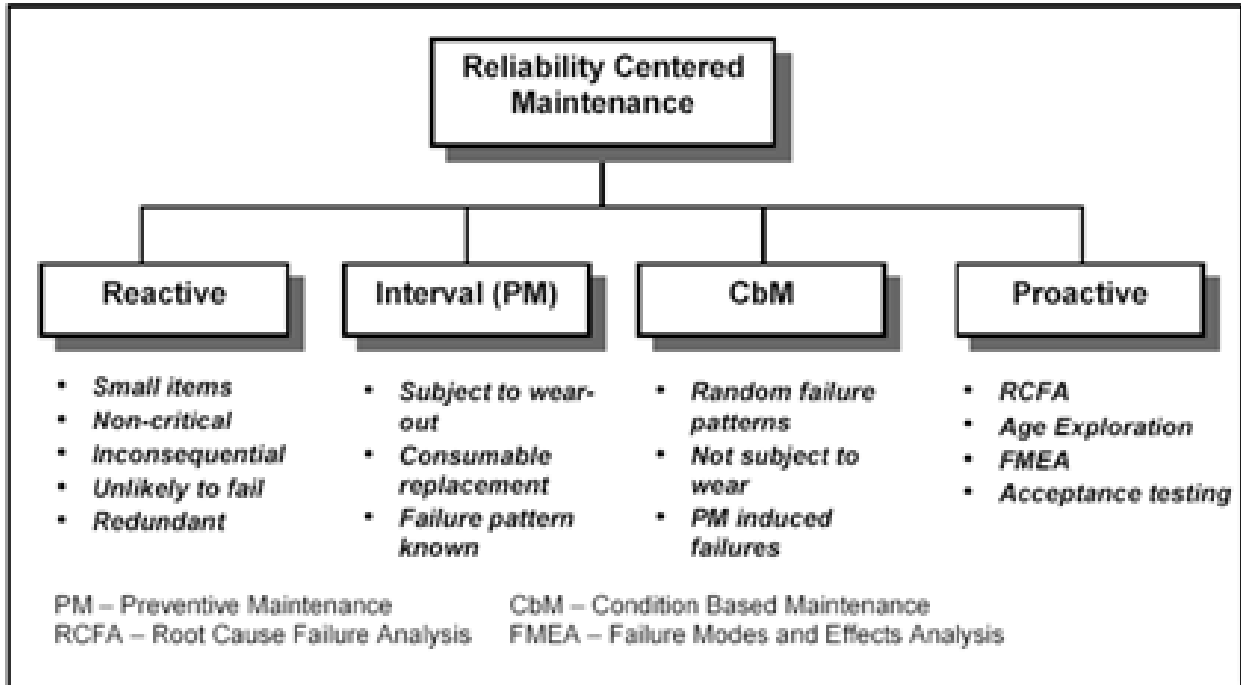 Reliability Centered
Maintenance
Reactive
• Small items
• Non-critical
• Inconsequential
• Unlikely to fail
• Redundant
Interval (PM)
• Subject to wear-
out
• Consumable
replacement
• Failure pattern
known
CbM
• Random failure
patterns
• Not subject to
wear
• PM induced
failures
Proactive
• RCFA
• Age Exploration
• FMEA
• Acceptance testing
PM – Preventive Maintenance
CbM – Condition Based Maintenance
RCFA – Root Cause Failure Analysis
FMEA – Failure Modes and Effects Analysis